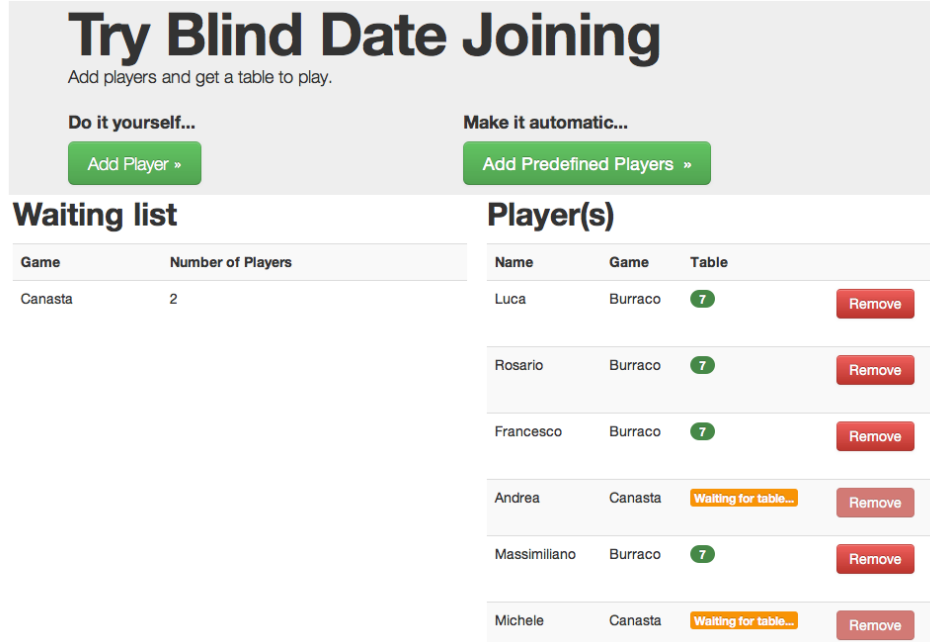 Try Blind Date Joining
Add players and get a table to play.
Do it yourself...
Add Player »
Make it automatic...
Add Predefined Players »
Waiting list
Game Number of Players
Canasta 2
Player(s)
Name Game Table
Luca Burraco 7 Remove
Rosario Burraco 7 Remove
Francesco Burraco 7 Remove
Andrea Canasta Waiting for table... Remove
Massimiliano Burraco 7 Remove
Michele Canasta Waiting for table... Remove